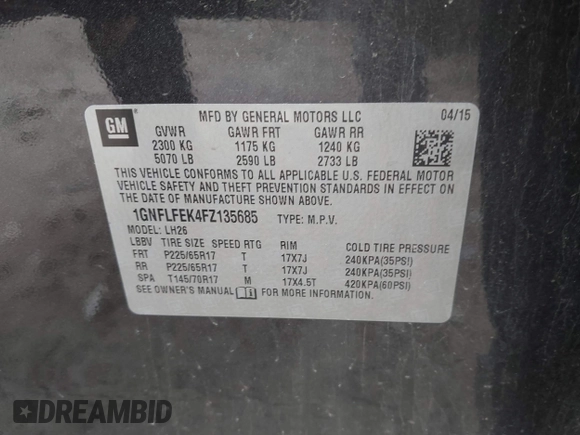 GM
MFD BY GENERAL MOTORS LLC 04/15
GVWR GAWR FRT GAWR RR
2300 KG 1175 KG 1240 KG
5070 LB 2590 LB 2733 LB
THIS VEHICLE CONFORMS TO ALL APPLICABLE U.S. FEDERAL MOTOR
VEHICLE SAFETY AND THEFT PREVENTION STANDARDS IN EFFECT ON
THE DATE OF MANUFACTURE SHOWN ABOVE.
1GNFLFEK4FZ135685 TYPE: M.P.V.
MODEL: LH26
LBBV TIRE SIZE SPEED RTG RIM COLD TIRE PRESSURE
FRT P225/65R17 T 17X7J 240KPA(35PSI)
RR P225/65R17 T 17X7J 240KPA(35PSI)
SPA T145/70R17 M 17X4.5T 420KPA(60PSI)
SEE OWNER'S MANUAL FOR MORE INFORMATION
DREAMBID